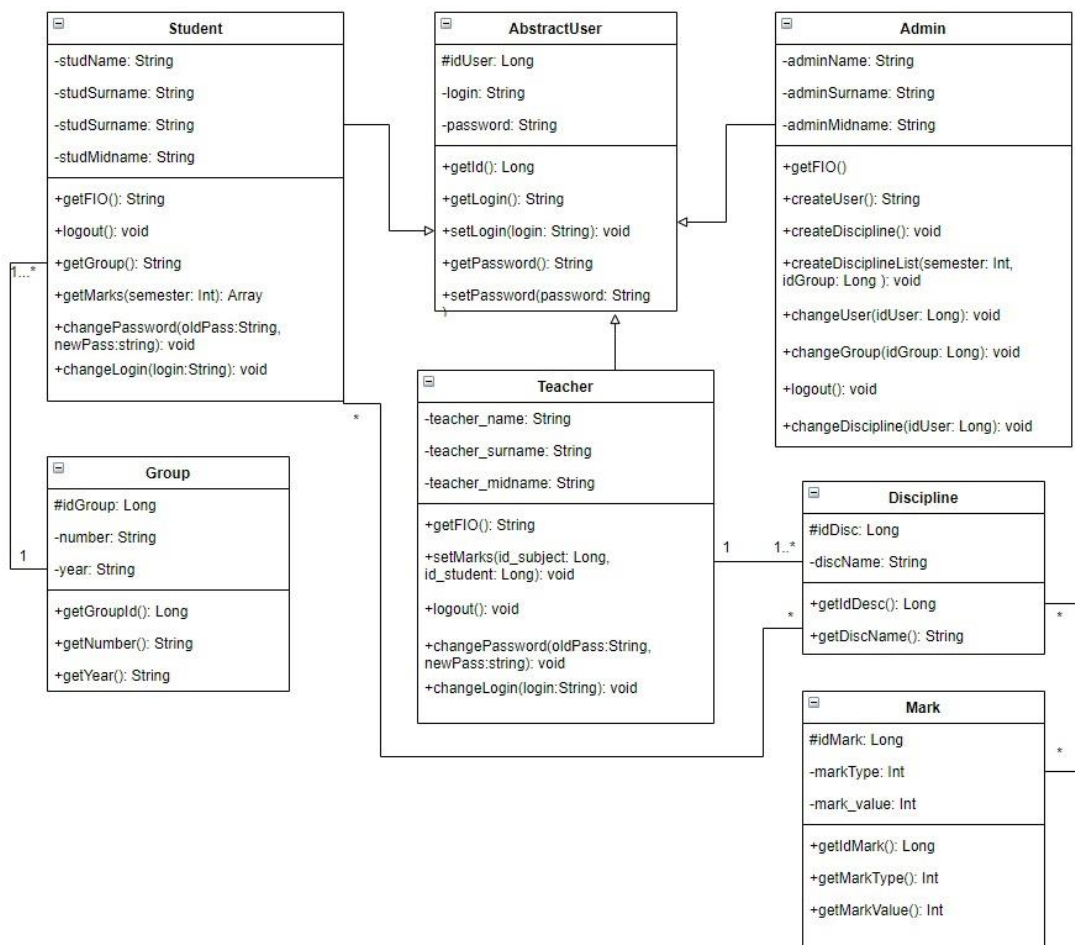 Student
-studName: String
-studSurname: String
-studSurname: String
-studMidname: String
+getFIO(): String
+logout(): void
+getGroup(): String
+getMarks(semester: Int): Array
+changePassword(oldPass:String,
newPass:string): void
+changeLogin(login:String): void
AbstractUser
#idUser: Long
-login: String
-password: String
+getId(): Long
+getLogin(): String
+setLogin(login: String): void
+getPassword(): String
+setPassword(password: String
)
Admin
-adminName: String
-adminSurname: String
-adminMidname: String
+getFIO()
+createUser(): String
+createDiscipline(): void
+createDisciplineList(semester: Int,
idGroup: Long ): void
+changeUser(idUser: Long): void
+changeGroup(idGroup: Long): void
+logout(): void
+changeDiscipline(idUser: Long): void
1...*
1
*
Group
#idGroup: Long
-number: String
-year: String
+getGroupId(): Long
+getNumber(): String
+getYear(): String
Teacher
-teacher_name: String
-teacher_surname: String
-teacher_midname: String
+getFIO(): String
+setMarks(id_subject: Long,
id_student: Long): void
+logout(): void
+changePassword(oldPass:String,
newPass:string): void
+changeLogin(login:String): void
1
1..*
*
Discipline
#idDisc: Long
-discName: String
+getIdDesc(): Long
+getDiscName(): String
*
Mark
#idMark: Long
-markType: Int
-mark_value: Int
+getIdMark(): Long
+getMarkType(): Int
+getMarkValue(): Int
*